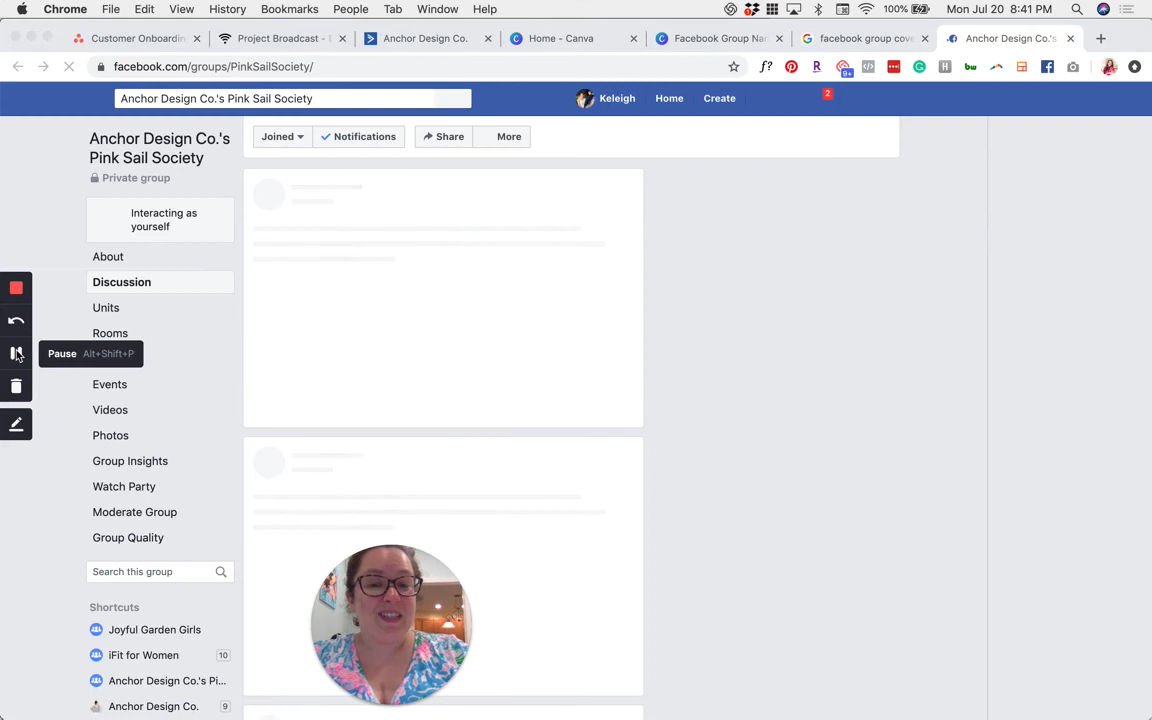 Chrome File Edit View History Bookmarks People Tab Window Help 100% Mon Jul 20 8:41 PM
Customer Onboardin Project Broadcast - Anchor Design Co. Home - Canva Facebook Group Na facebook group cov Anchor Design Co.'s
facebook.com/groups/PinkSailSociety/
f? R 9+ H bw
Anchor Design Co.'s Pink Sail Society Keleigh Home Create 2
Anchor Design Co.'s
Pink Sail Society
Private group
Joined Notifications Share More
Interacting as
yourself
About
Discussion
Units
Rooms
Pause Alt+Shift+P
Events
Videos
Photos
Group Insights
Watch Party
Moderate Group
Group Quality
Search this group
Shortcuts
Joyful Garden Girls
iFit for Women 10
Anchor Design Co.'s Pi...
Anchor Design Co. 9